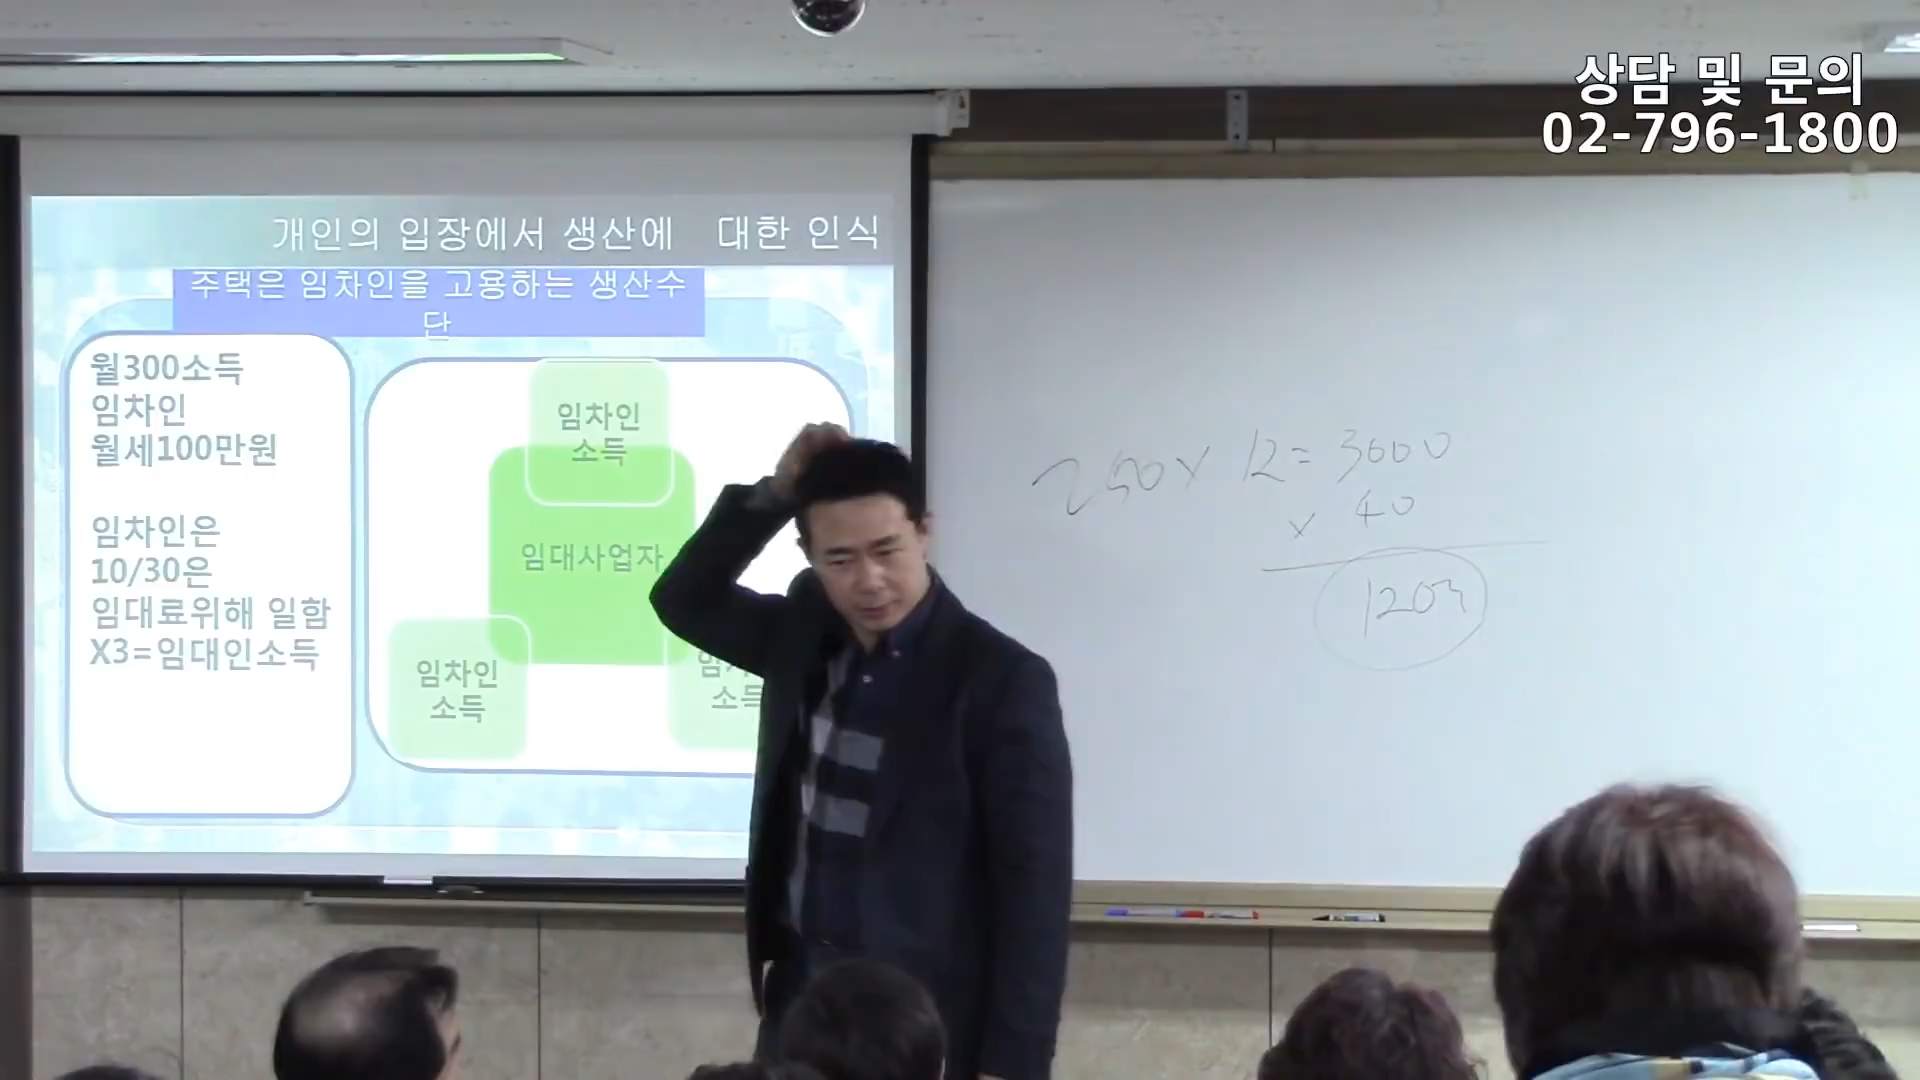 상담 및 문의
02-796-1800
개인의 입장에서 생산에 대한 인식
주택은 임차인을 고용하는 생산수
단
月300소득
임차인
月세100만원
임차인은
10/30은
임대료위해 일함
X3=임대인소득
임차인
소득
임대사업자
임차인
소득
소득
250 X 12 = 3000
x 40